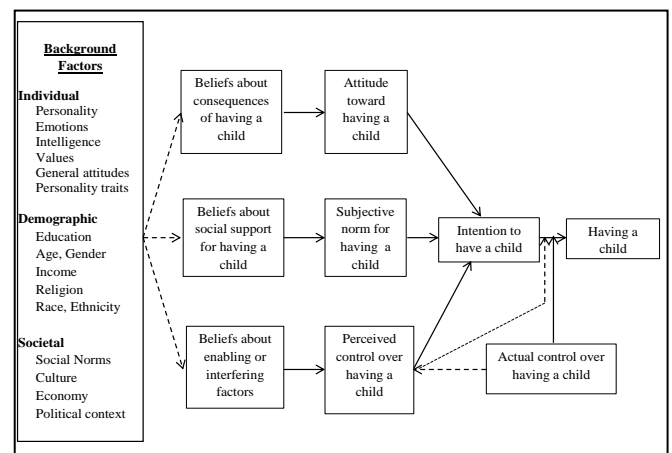 Background
Factors
Individual
Personality
Emotions
Intelligence
Values
General attitudes
Personality traits
Demographic
Education
Age, Gender
Income
Religion
Race, Ethnicity
Societal
Social Norms
Culture
Economy
Political context
Beliefs about
consequences
of having a
child
Attitude
toward
having a
child
Beliefs about
social support
for having a
child
Subjective
norm for
having a
child
Intention to
have a child
Having a
child
Beliefs about
enabling or
interfering
factors
Perceived
control over
having a
child
Actual control over
having a child